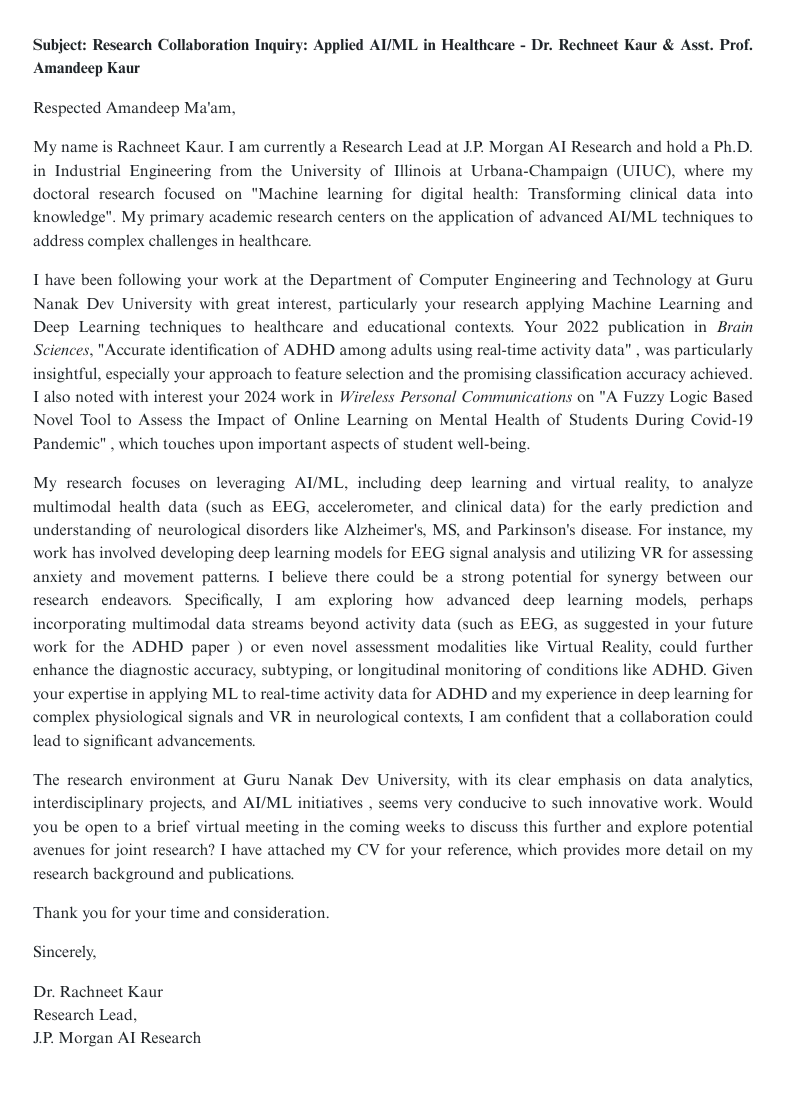 Subject: Research Collaboration Inquiry: Applied AI/ML in Healthcare - Dr. Rechneet Kaur & Asst. Prof.
Amandeep Kaur
Respected Amandeep Ma'am,
My name is Rachneet Kaur. I am currently a Research Lead at J.P. Morgan AI Research and hold a Ph.D.
in Industrial Engineering from the University of Illinois at Urbana-Champaign (UIUC), where my
doctoral research focused on "Machine learning for digital health: Transforming clinical data into
knowledge". My primary academic research centers on the application of advanced AI/ML techniques to
address complex challenges in healthcare.
I have been following your work at the Department of Computer Engineering and Technology at Guru
Nanak Dev University with great interest, particularly your research applying Machine Learning and
Deep Learning techniques to healthcare and educational contexts. Your 2022 publication in Brain
Sciences, "Accurate identification of ADHD among adults using real-time activity data" , was particularly
insightful, especially your approach to feature selection and the promising classification accuracy achieved.
I also noted with interest your 2024 work in Wireless Personal Communications on "A Fuzzy Logic Based
Novel Tool to Assess the Impact of Online Learning on Mental Health of Students During Covid-19
Pandemic" , which touches upon important aspects of student well-being.
My research focuses on leveraging AI/ML, including deep learning and virtual reality, to analyze
multimodal health data (such as EEG, accelerometer, and clinical data) for the early prediction and
understanding of neurological disorders like Alzheimer's, MS, and Parkinson's disease. For instance, my
work has involved developing deep learning models for EEG signal analysis and utilizing VR for assessing
anxiety and movement patterns. I believe there could be a strong potential for synergy between our
research endeavors. Specifically, I am exploring how advanced deep learning models, perhaps
incorporating multimodal data streams beyond activity data (such as EEG, as suggested in your future
work for the ADHD paper ) or even novel assessment modalities like Virtual Reality, could further
enhance the diagnostic accuracy, subtyping, or longitudinal monitoring of conditions like ADHD. Given
your expertise in applying ML to real-time activity data for ADHD and my experience in deep learning for
complex physiological signals and VR in neurological contexts, I am confident that a collaboration could
lead to significant advancements.
The research environment at Guru Nanak Dev University, with its clear emphasis on data analytics,
interdisciplinary projects, and AI/ML initiatives , seems very conducive to such innovative work. Would
you be open to a brief virtual meeting in the coming weeks to discuss this further and explore potential
avenues for joint research? I have attached my CV for your reference, which provides more detail on my
research background and publications.
Thank you for your time and consideration.
Sincerely,
Dr. Rachneet Kaur
Research Lead,
J.P. Morgan AI Research